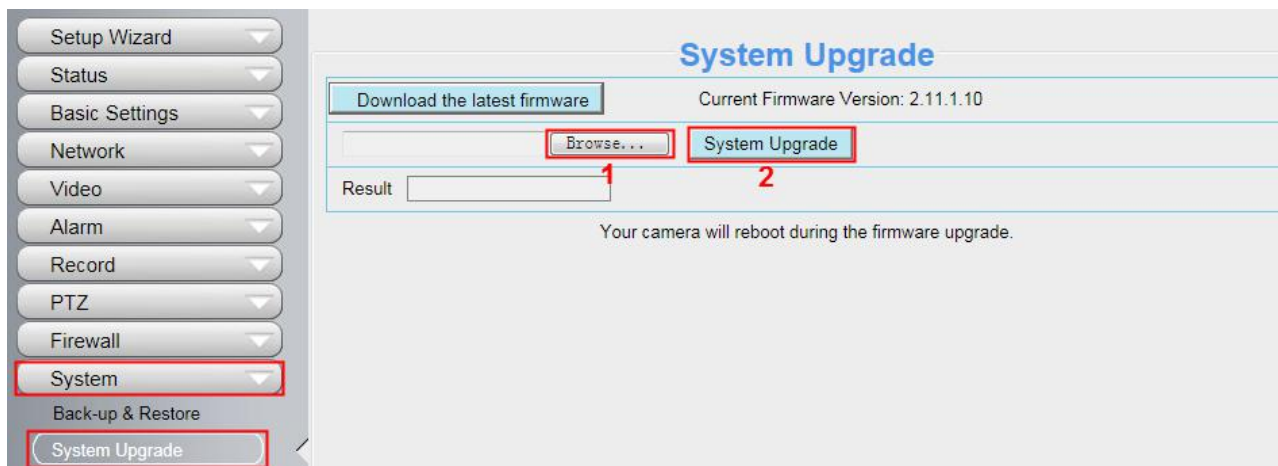 Setup Wizard
Status
Basic Settings
Network
Video
Alarm
Record
PTZ
Firewall
System
Back-up & Restore
System Upgrade
System Upgrade
Download the latest firmware
Current Firmware Version: 2.11.1.10
Browse...
System Upgrade
1
2
Result
Your camera will reboot during the firmware upgrade.